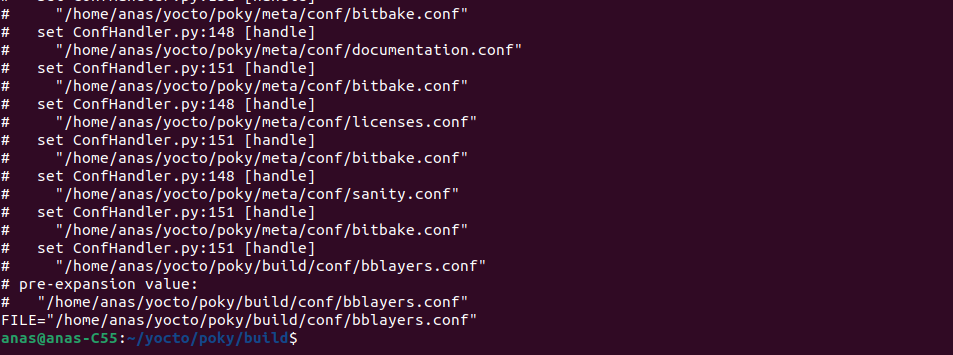 #     "/home/anas/yocto/poky/meta/conf/bitbake.conf"
#   set ConfHandler.py:148 [handle]
#     "/home/anas/yocto/poky/meta/conf/documentation.conf"
#   set ConfHandler.py:151 [handle]
#     "/home/anas/yocto/poky/meta/conf/bitbake.conf"
#   set ConfHandler.py:148 [handle]
#     "/home/anas/yocto/poky/meta/conf/licenses.conf"
#   set ConfHandler.py:151 [handle]
#     "/home/anas/yocto/poky/meta/conf/bitbake.conf"
#   set ConfHandler.py:148 [handle]
#     "/home/anas/yocto/poky/meta/conf/sanity.conf"
#   set ConfHandler.py:151 [handle]
#     "/home/anas/yocto/poky/meta/conf/bitbake.conf"
#   set ConfHandler.py:151 [handle]
#     "/home/anas/yocto/poky/build/conf/bblayers.conf"
# pre-expansion value:
#   "/home/anas/yocto/poky/build/conf/bblayers.conf"
FILE="/home/anas/yocto/poky/build/conf/bblayers.conf"
anas@anas-C55:~/yocto/poky/build$